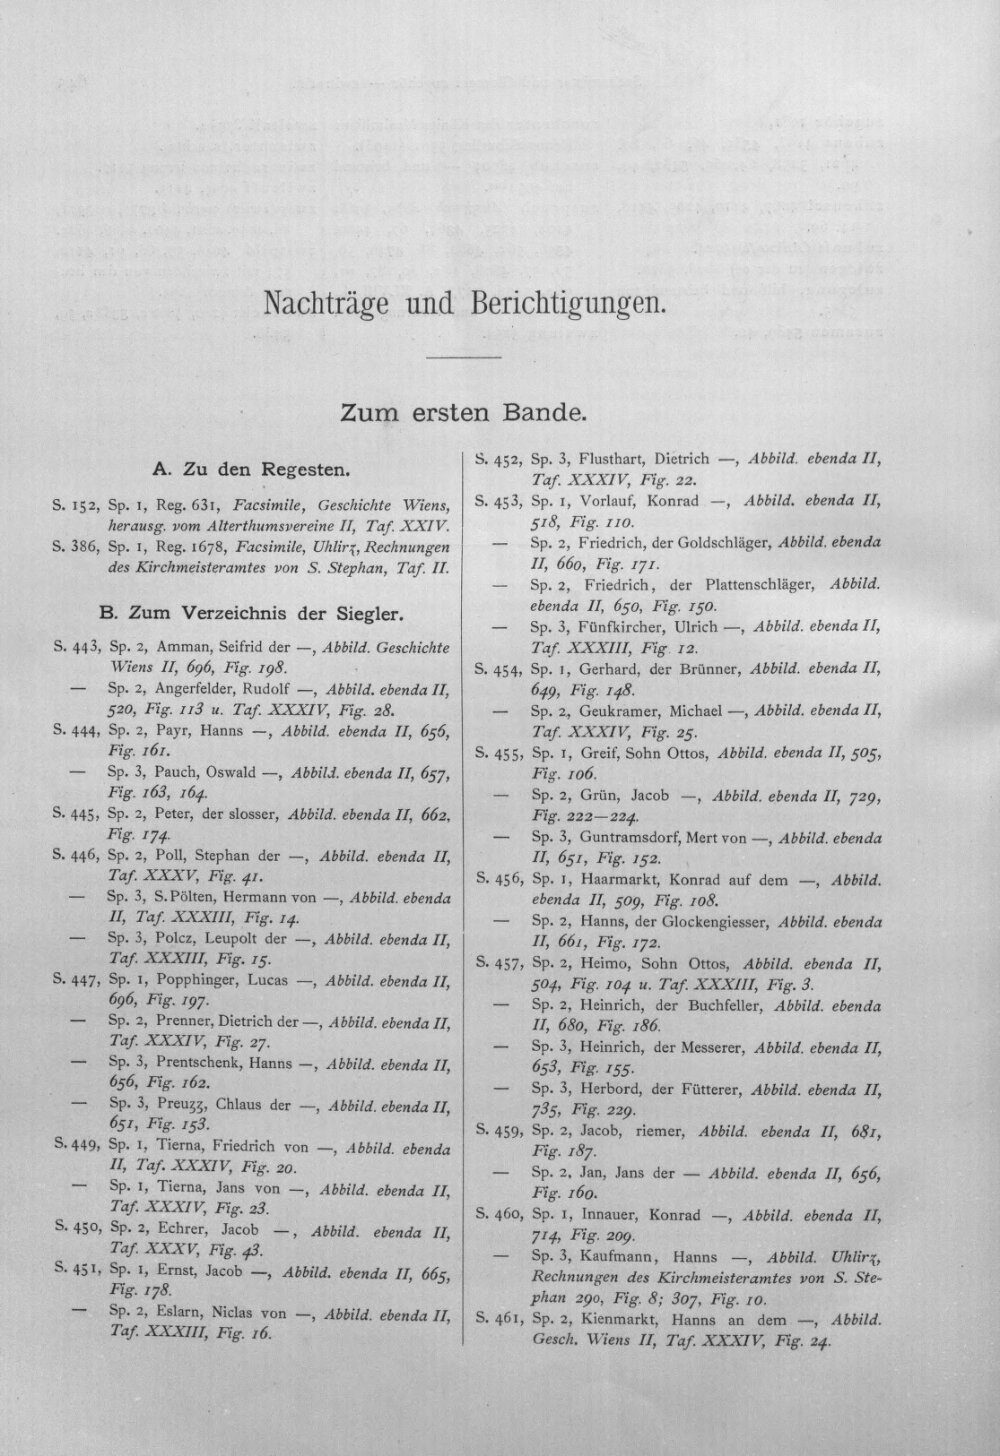 Nachträge und Berichtigungen.
Zum ersten Bande.
A. Zu den Regesten.
S. 152, Sp. 1, Reg. 631, Facsimile, Geschichte Wiens,
herausg. vom Alterthumsvereine II, Taf. XXIV.
S. 386, Sp. 1, Reg. 1678, Facsimile, Uhlirz, Rechnungen
des Kirchmeisteramtes von S. Stephan, Taf. II.
B. Zum Verzeichnis der Siegler.
S. 443, Sp. 2, Amman, Seifrid der —, Abbild. Geschichte
Wiens II, 696, Fig. 198.
— Sp. 2, Angerfelder, Rudolf —, Abbild. ebenda II,
520, Fig. 113 u. Taf. XXXIV, Fig. 28.
S. 444, Sp. 2, Payr, Hanns —, Abbild. ebenda II, 656,
Fig. 161.
— Sp. 3, Pauch, Oswald —, Abbild. ebenda II, 657,
Fig. 163, 164.
S. 445, Sp. 2, Peter, der slosser, Abbild. ebenda II, 662,
Fig. 174.
S. 446, Sp. 2, Poll, Stephan der —, Abbild. ebenda II,
Taf. XXXV, Fig. 41.
— Sp. 3, S. Pölten, Hermann von —, Abbild. ebenda
II, Taf. XXXIII, Fig. 14.
— Sp. 3, Polcz, Leupolt der —, Abbild. ebenda II,
Taf. XXXIII, Fig. 15.
S. 447, Sp. 1, Popphinger, Lucas —, Abbild. ebenda II,
696, Fig. 197.
— Sp. 2, Prenner, Dietrich der —, Abbild. ebenda II,
Taf. XXXIV, Fig. 27.
— Sp. 3, Prentschenk, Hanns —, Abbild. ebenda II,
656, Fig. 162.
— Sp. 3, Preuʒʒ, Chlaus der —, Abbild. ebenda II,
651, Fig. 153.
S. 449, Sp. 1, Tierna, Friedrich von —, Abbild. ebenda
II, Taf. XXXIV, Fig. 20.
— Sp. 1, Tierna, Jans von —, Abbild. ebenda II,
Taf. XXXIV, Fig. 23.
S. 450, Sp. 2, Echrer, Jacob —, Abbild. ebenda II,
Taf. XXXV, Fig. 43.
S. 451, Sp. 1, Ernst, Jacob —, Abbild. ebenda II, 665,
Fig. 178.
— Sp. 2, Eslarn, Niclas von —, Abbild. ebenda II,
Taf. XXXIII, Fig. 16.
S. 452, Sp. 3, Flusthart, Dietrich —, Abbild. ebenda II,
Taf. XXXIV, Fig. 22.
S. 453, Sp. 1, Vorlauf, Konrad —, Abbild. ebenda II,
518, Fig. 110.
— Sp. 2, Friedrich, der Goldschläger, Abbild. ebenda
II, 660, Fig. 171.
— Sp. 2, Friedrich, der Plattenschläger, Abbild.
ebenda II, 650, Fig. 150.
— Sp. 3, Fünfkircher, Ulrich —, Abbild. ebenda II,
Taf. XXXIII, Fig. 12.
S. 454, Sp. 1, Gerhard, der Brünner, Abbild. ebenda II,
649, Fig. 148.
— Sp. 2, Geukramer, Michael —, Abbild. ebenda II,
Taf. XXXIV, Fig. 25.
S. 455, Sp. 1, Greif, Sohn Ottos, Abbild. ebenda II, 505,
Fig. 106.
— Sp. 2, Grün, Jacob —, Abbild. ebenda II, 729,
Fig. 222—224.
— Sp. 3, Guntramsdorf, Mert von —, Abbild. ebenda
II, 651, Fig. 152.
S. 456, Sp. 1, Haarmarkt, Konrad auf dem —, Abbild.
ebenda II, 509, Fig. 108.
— Sp. 2, Hanns, der Glockengiesser, Abbild. ebenda
II, 661, Fig. 172.
S. 457, Sp. 2, Heimo, Sohn Ottos, Abbild. ebenda II,
504, Fig. 104 u. Taf. XXXIII, Fig. 3.
— Sp. 2, Heinrich, der Buchfeller, Abbild. ebenda
II, 680, Fig. 186.
— Sp. 3, Heinrich, der Messerer, Abbild. ebenda II,
653, Fig. 155.
— Sp. 3, Herbord, der Fütterer, Abbild. ebenda II,
735, Fig. 229.
S. 459, Sp. 2, Jacob, riemer, Abbild. ebenda II, 681,
Fig. 187.
— Sp. 2, Jan, Jans der — Abbild. ebenda II, 656,
Fig. 160.
S. 460, Sp. 1, Innauer, Konrad —, Abbild. ebenda II,
714, Fig. 209.
— Sp. 3, Kaufmann, Hanns —, Abbild. Uhlirz,
Rechnungen des Kirchmeisteramtes von S. Ste-
phan 290, Fig. 8; 307, Fig. 10.
S. 461, Sp. 2, Kienmarkt, Hanns an dem —, Abbild.
Gesch. Wiens II, Taf. XXXIV, Fig. 24.